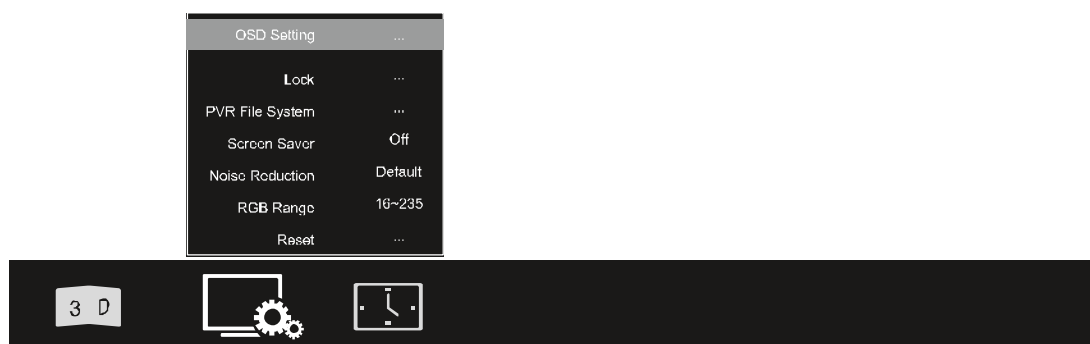 OSD Setting ...
Lock ...
PVR File System ...
Screen Saver Off
Noise Reduction Default
RGB Range 16~235
Reset ...
3 D